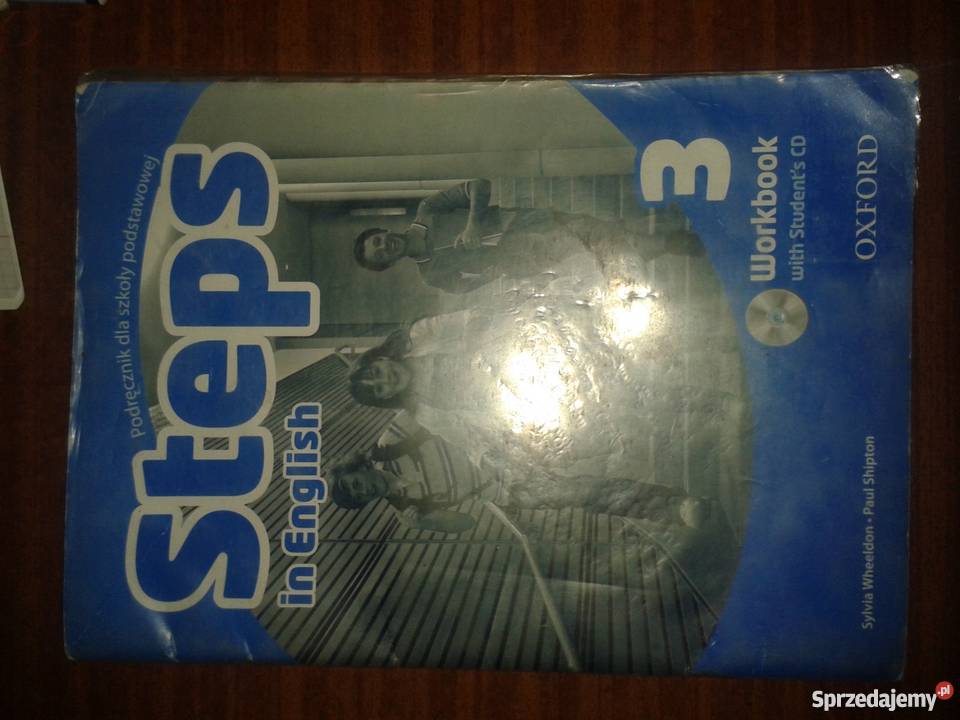 Podręcznik dla szkoły podstawowej
Steps
in English
3
Workbook
with Student's CD
Sylvia Wheeldon • Paul Shipton
OXFORD
Sprzedajemy.pl